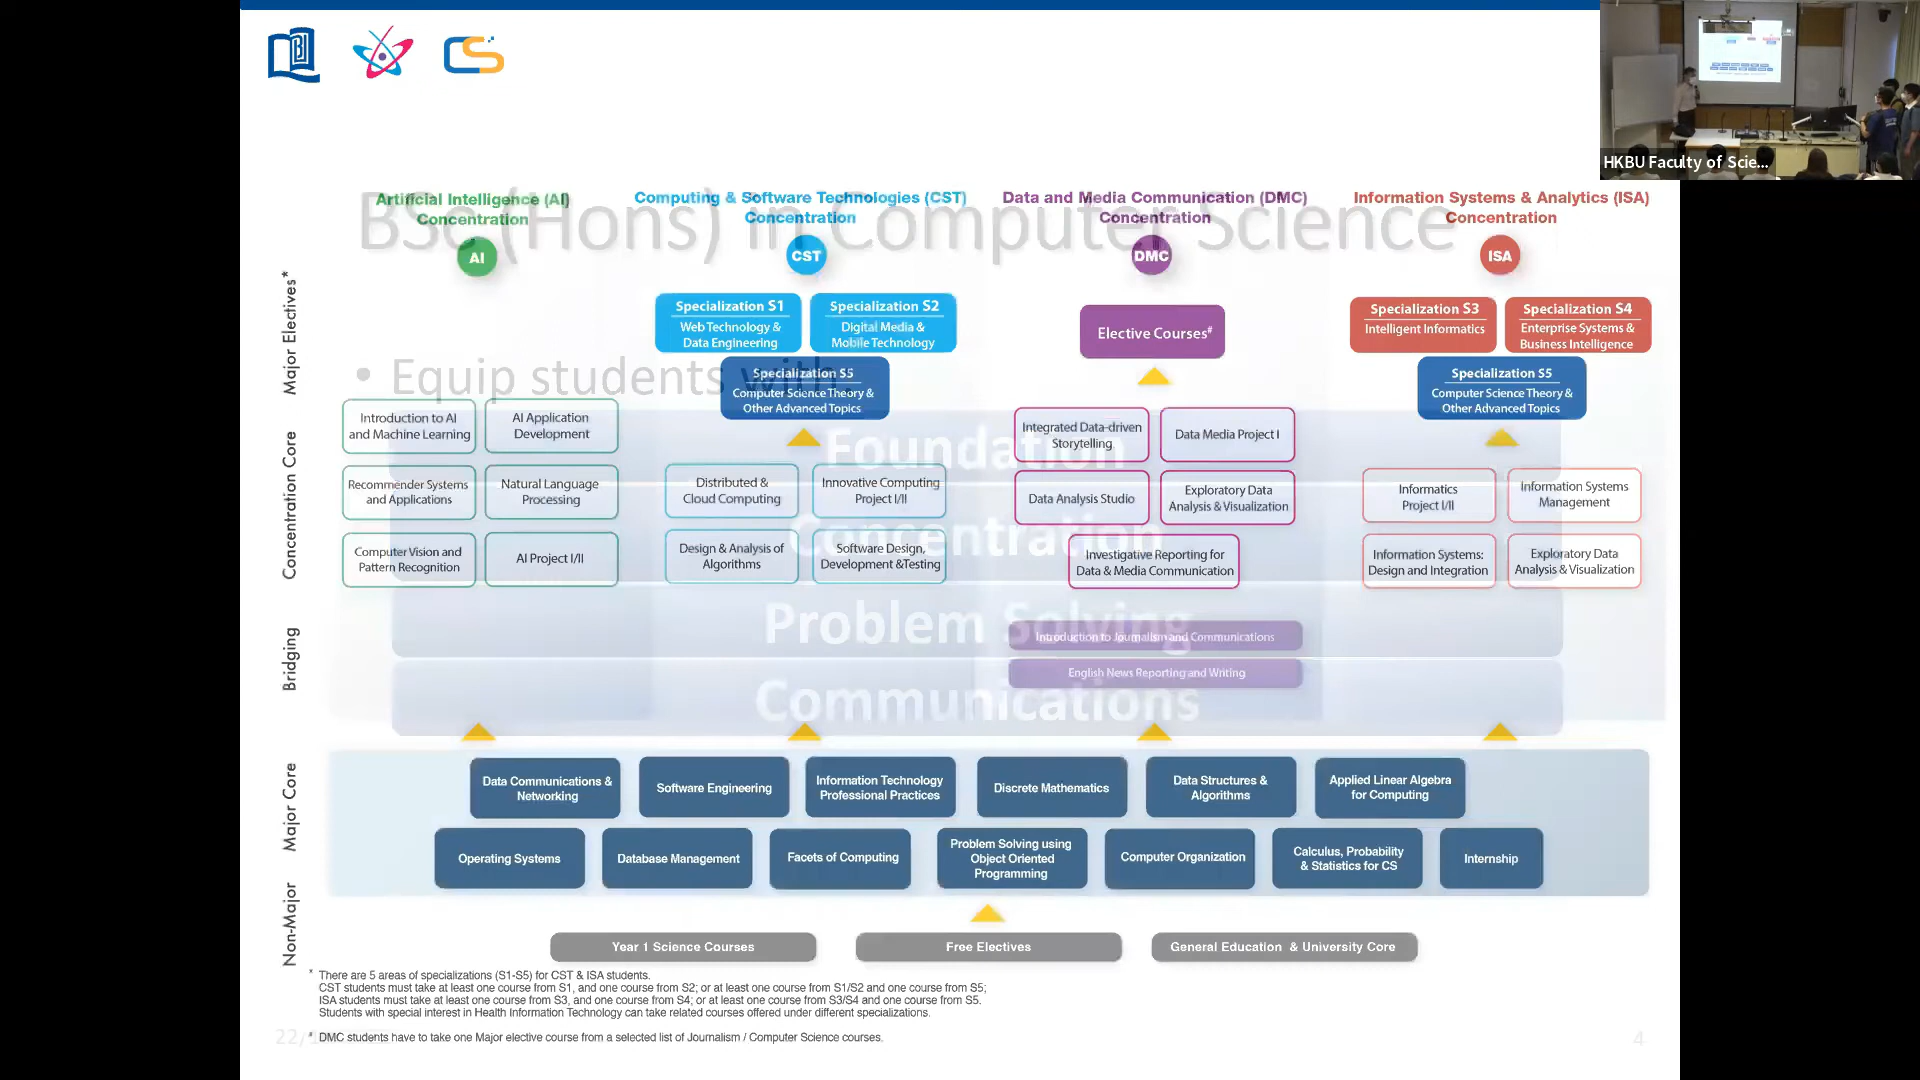 CS
HKBU Faculty of Scie...
BSc (Hons) in Computer Science
• Equip students with:
Foundation
Concentration
Problem Solving
Communications
Artificial Intelligence (AI)
Concentration
AI
Computing & Software Technologies (CST)
Concentration
CST
Data and Media Communication (DMC)
Concentration
DMC
Information Systems & Analytics (ISA)
Concentration
ISA
Major Electives*
Specialization S1
Web Technology &
Data Engineering
Specialization S2
Digital Media &
Mobile Technology
Specialization S5
Computer Science Theory &
Other Advanced Topics
Elective Courses#
Specialization S3
Intelligent Informatics
Specialization S4
Enterprise Systems &
Business Intelligence
Specialization S5
Computer Science Theory &
Other Advanced Topics
Concentration Core
Introduction to AI
and Machine Learning
AI Application
Development
Recommender Systems
and Applications
Natural Language
Processing
Computer Vision and
Pattern Recognition
AI Project I/II
Distributed &
Cloud Computing
Innovative Computing
Project I/II
Design & Analysis of
Algorithms
Software Design,
Development &Testing
Integrated Data-driven
Storytelling
Data Media Project I
Data Analysis Studio
Exploratory Data
Analysis & Visualization
Investigative Reporting for
Data & Media Communication
Informatics
Project I/II
Information Systems
Management
Information Systems:
Design and Integration
Exploratory Data
Analysis & Visualization
Bridging
Introduction to Journalism and Communications
English News Reporting and Writing
Major Core
Data Communications &
Networking
Software Engineering
Information Technology
Professional Practices
Discrete Mathematics
Data Structures &
Algorithms
Applied Linear Algebra
for Computing
Operating Systems
Database Management
Facets of Computing
Problem Solving using
Object Oriented
Programming
Computer Organization
Calculus, Probability
& Statistics for CS
Internship
Non-Major
Year 1 Science Courses
Free Electives
General Education & University Core
* There are 5 areas of specializations (S1-S5) for CST & ISA students.
CST students must take at least one course from S1, and one course from S2; or at least one course from S1/S2 and one course from S5;
ISA students must take at least one course from S3, and one course from S4; or at least one course from S3/S4 and one course from S5.
Students with special interest in Health Information Technology can take related courses offered under different specializations.
# DMC students have to take one Major elective course from a selected list of Journalism / Computer Science courses.
4